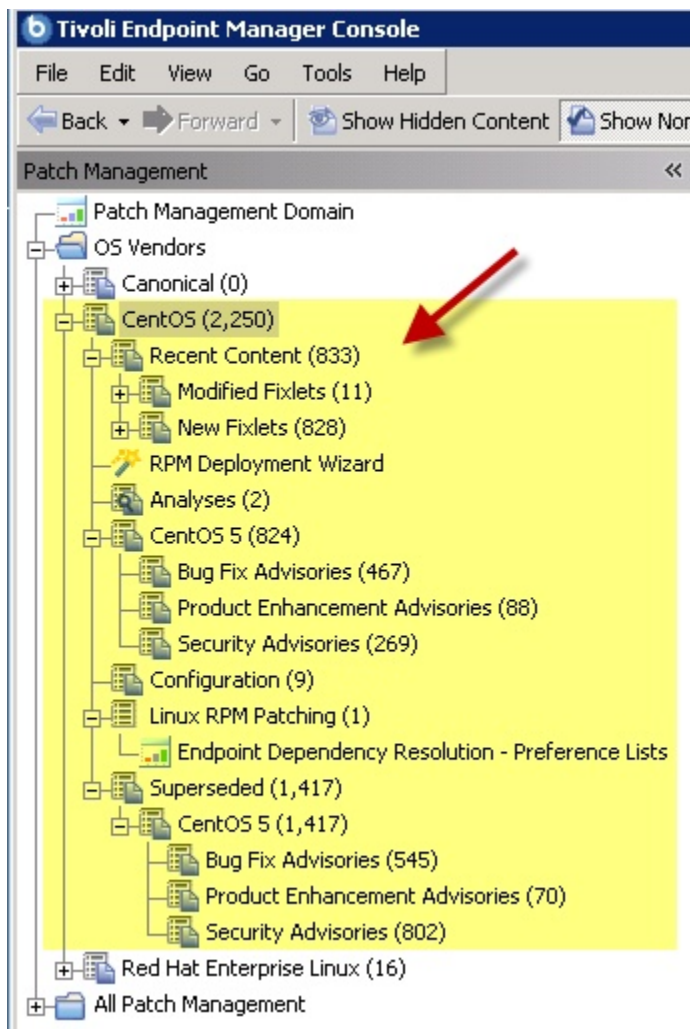 Tivoli Endpoint Manager Console
File Edit View Go Tools Help
Back Forward Show Hidden Content Show Nor
Patch Management «
Patch Management Domain
OS Vendors
Canonical (0)
CentOS (2,250)
Recent Content (833)
Modified Fixlets (11)
New Fixlets (828)
RPM Deployment Wizard
Analyses (2)
CentOS 5 (824)
Bug Fix Advisories (467)
Product Enhancement Advisories (88)
Security Advisories (269)
Configuration (9)
Linux RPM Patching (1)
Endpoint Dependency Resolution - Preference Lists
Superseded (1,417)
CentOS 5 (1,417)
Bug Fix Advisories (545)
Product Enhancement Advisories (70)
Security Advisories (802)
Red Hat Enterprise Linux (16)
All Patch Management